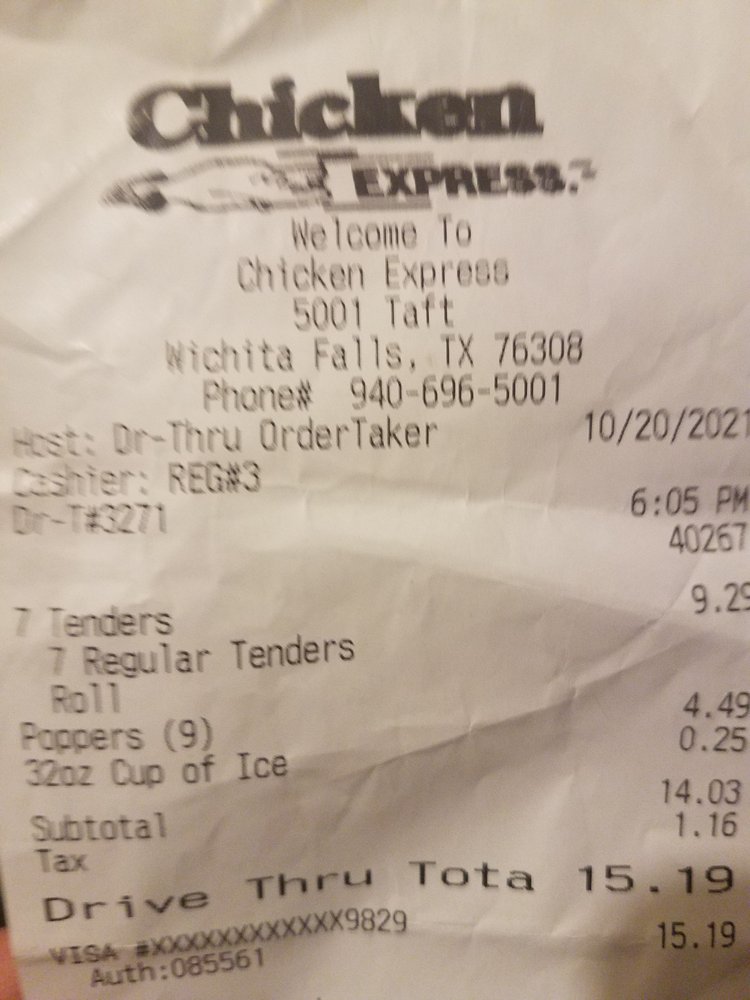 Chicken
EXPRESS
Welcome To
Chicken Express
5001 Taft
Wichita Falls, TX 76308
Phone# 940-696-5001
Host: Dr-Thru OrderTaker 10/20/2021
Cashier: REG#3 6:05 PM
Dr-T#3271 40267
7 Tenders 9.29
7 Regular Tenders
Roll
Poppers (9) 4.49
32oz Cup of Ice 0.25
Subtotal 14.03
Tax 1.16
Drive Thru Tota 15.19
VISA #XXXXXXXXXXXX9829 15.19
Auth:085561